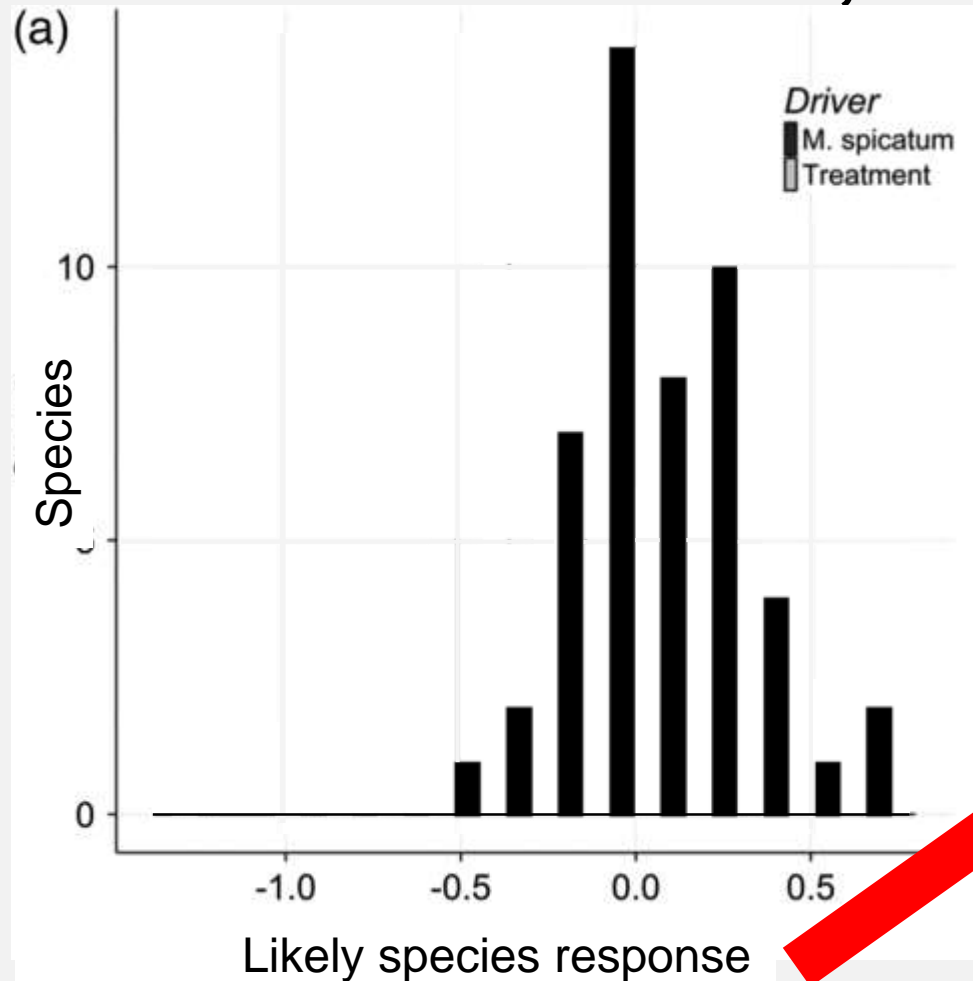 (a)
Driver
M. spicatum
Treatment
10
Species
0
-1.0
-0.5
0.0
0.5
Likely species response